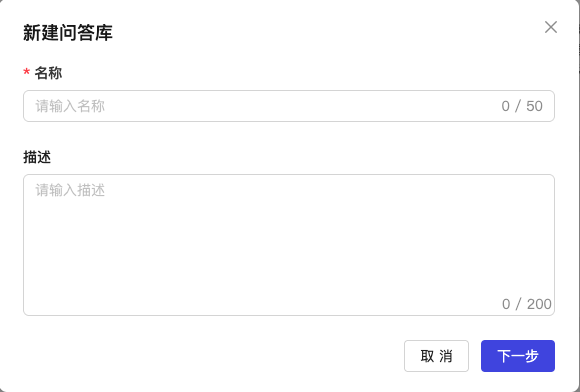 新建问答库
* 名称
请输入名称 0 / 50
描述
请输入描述
0 / 200
取 消 下一步